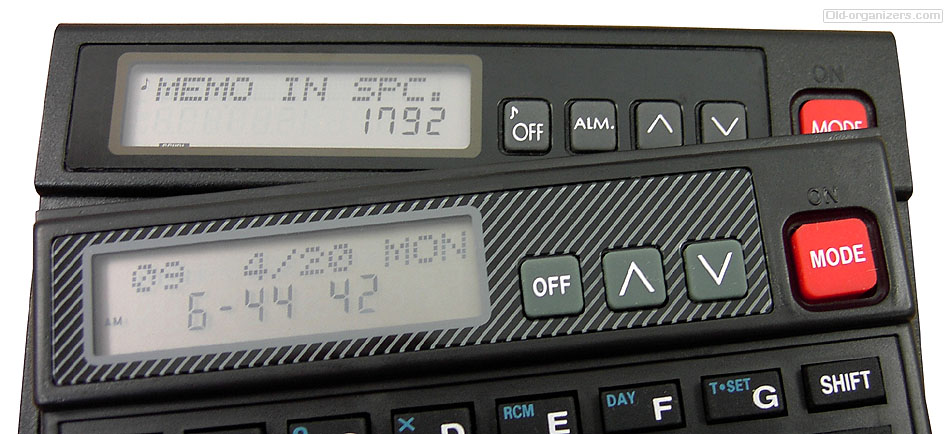 Old-organizers.com
ON
♪MEMO IN SPC.
1792
♪ OFF ALM. MODE
ON
09 4/20 MON
AM 6-44 42
OFF MODE
RCM DAY T•SET
× D E F G SHIFT